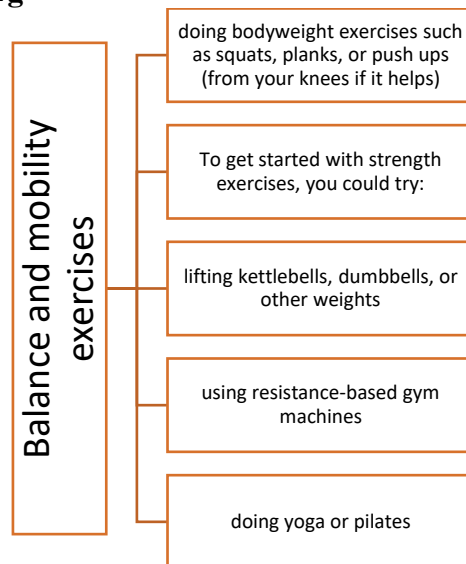 g
doing bodyweight exercises such
as squats, planks, or push ups
(from your knees if it helps)
To get started with strength
exercises, you could try:
Balance and mobility
exercises
lifting kettlebells, dumbbells, or
other weights
using resistance-based gym
machines
doing yoga or pilates